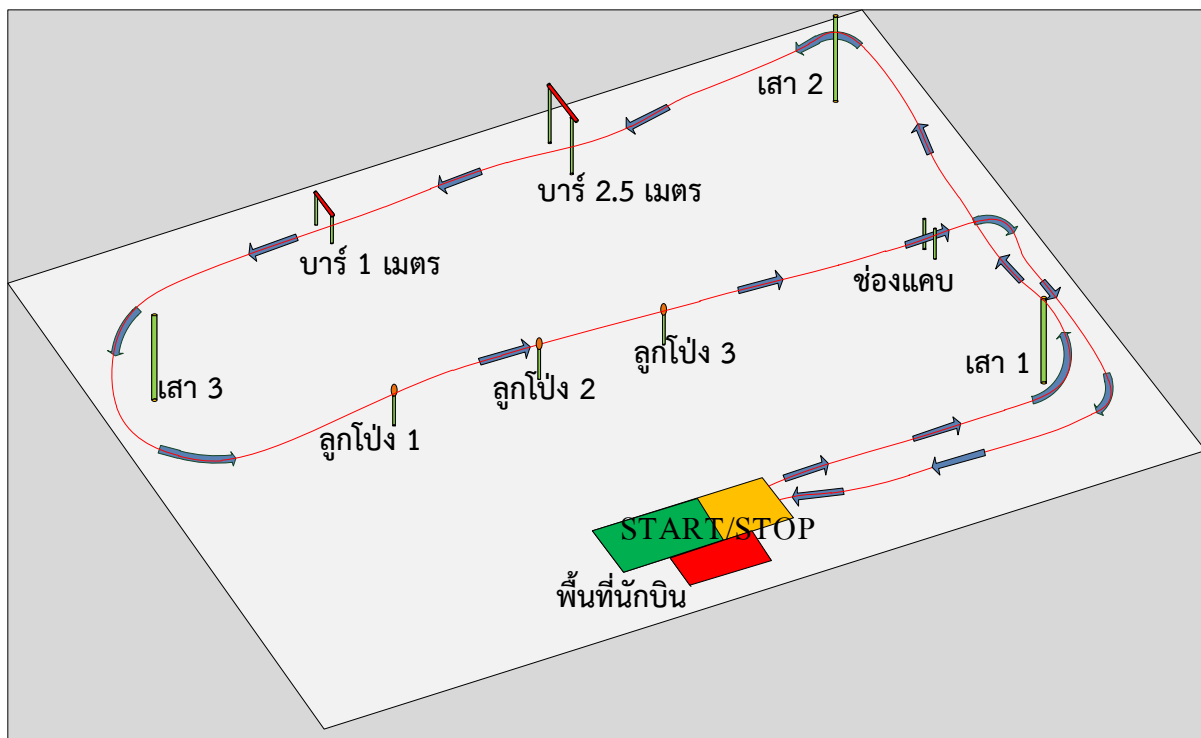 เสา 2
บาร์ 2.5 เมตร
บาร์ 1 เมตร
ช่องแคบ
ลูกโป่ง 3
เสา 1
ลูกโป่ง 2
เสา 3
ลูกโป่ง 1
START/STOP
พื้นที่นักบิน